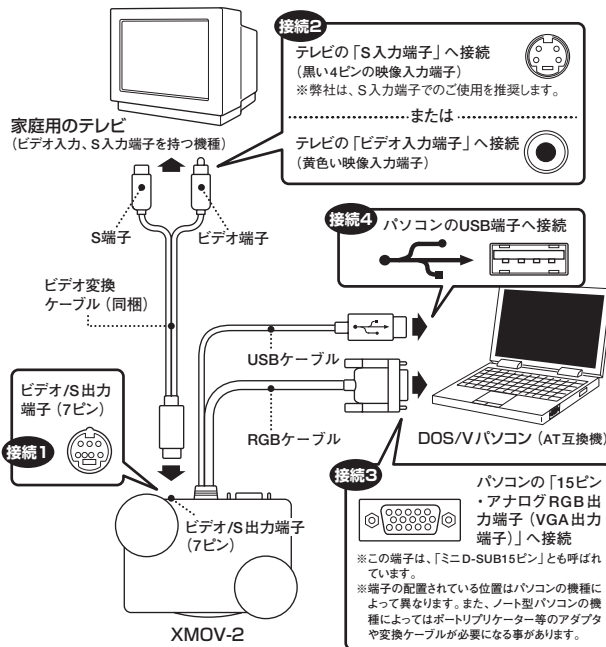 接続2
テレビの「S入力端子」へ接続
(黒い4ピンの映像入力端子)
※弊社は、S入力端子でのご使用を推奨します。
または
テレビの「ビデオ入力端子」へ接続
(黄色い映像入力端子)
家庭用のテレビ
(ビデオ入力、S入力端子を持つ機種)
S端子
ビデオ端子
接続4
パソコンのUSB端子へ接続
ビデオ変換
ケーブル(同梱)
USBケーブル
RGBケーブル
DOS/Vパソコン(AT互換機)
ビデオ/S出力
端子(7ピン)
接続1
ビデオ/S出力端子
(7ピン)
XMOV-2
接続3
パソコンの「15ピン
・アナログRGB出
力端子(VGA出力
端子)」へ接続
※この端子は、「ミニD-SUB15ピン」とも呼ばれ
ています。
※端子の配置されている位置はパソコンの機種に
よって異なります。また、ノート型パソコンの機
種によってはポートリプリケーター等のアダプタ
や変換ケーブルが必要になる事があります。